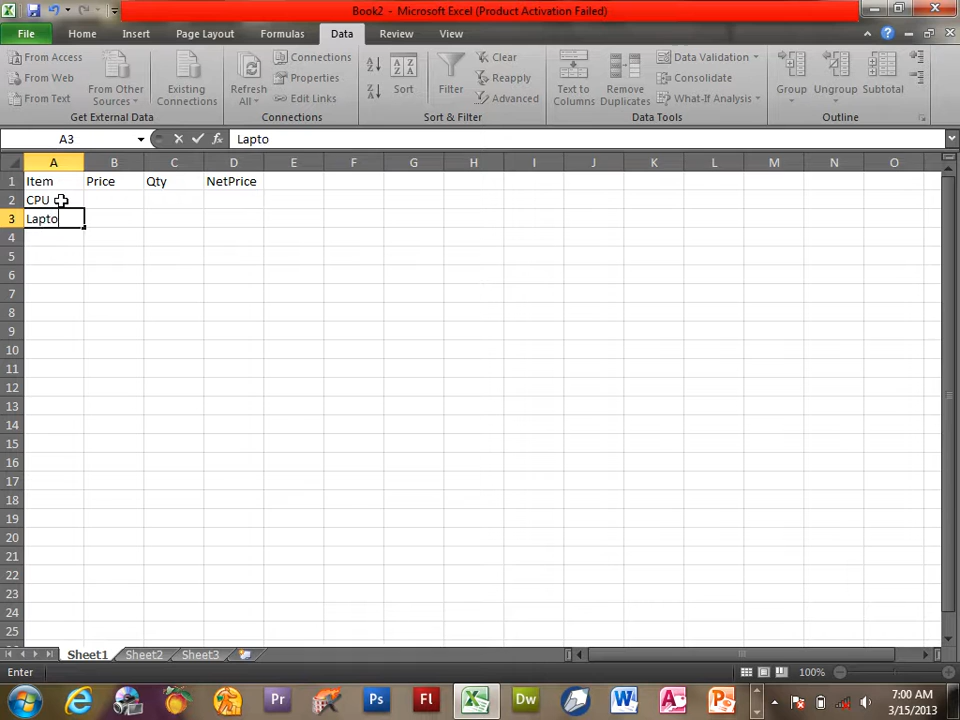 Book2 - Microsoft Excel (Product Activation Failed)
File Home Insert Page Layout Formulas Data Review View
From Access
From Web
From Text
From Other Sources
Existing Connections
Get External Data
Refresh All
Connections
Properties
Edit Links
Connections
Sort
Filter
Clear
Reapply
Advanced
Sort & Filter
Text to Columns
Remove Duplicates
Data Validation
Consolidate
What-If Analysis
Data Tools
Group
Ungroup
Subtotal
Outline
A3 fx Lapto
A B C D E F G H I J K L M N O
1 Item Price Qty NetPrice
2 CPU
3 Lapto
4
5
6
7
8
9
10
11
12
13
14
15
16
17
18
19
20
21
22
23
24
25
Sheet1 Sheet2 Sheet3
Enter 100%
Pr Ps Fl Dw
7:00 AM
3/15/2013